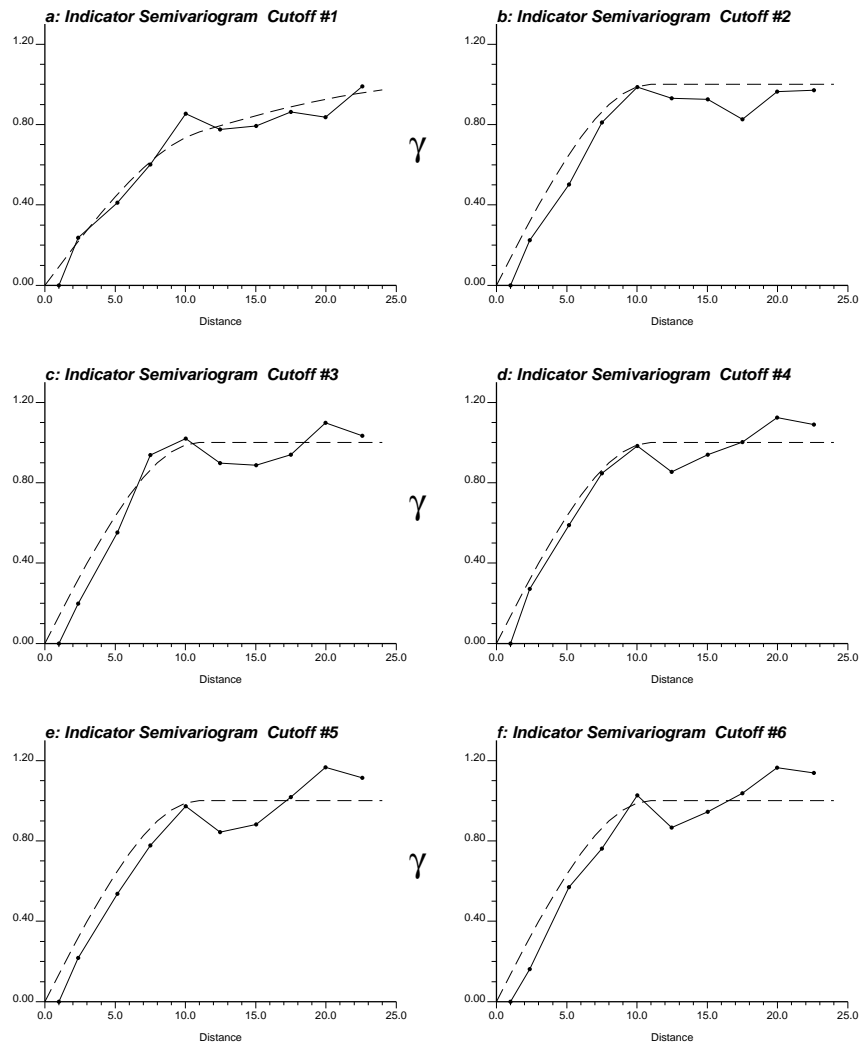 a: Indicator Semivariogram Cutoff #1
1.20
0.80
0.40
0.00
0.0 5.0 10.0 15.0 20.0 25.0
Distance
γ
b: Indicator Semivariogram Cutoff #2
1.20
0.80
0.40
0.00
0.0 5.0 10.0 15.0 20.0 25.0
Distance
c: Indicator Semivariogram Cutoff #3
1.20
0.80
0.40
0.00
0.0 5.0 10.0 15.0 20.0 25.0
Distance
γ
d: Indicator Semivariogram Cutoff #4
1.20
0.80
0.40
0.00
0.0 5.0 10.0 15.0 20.0 25.0
Distance
e: Indicator Semivariogram Cutoff #5
1.20
0.80
0.40
0.00
0.0 5.0 10.0 15.0 20.0 25.0
Distance
γ
f: Indicator Semivariogram Cutoff #6
1.20
0.80
0.40
0.00
0.0 5.0 10.0 15.0 20.0 25.0
Distance